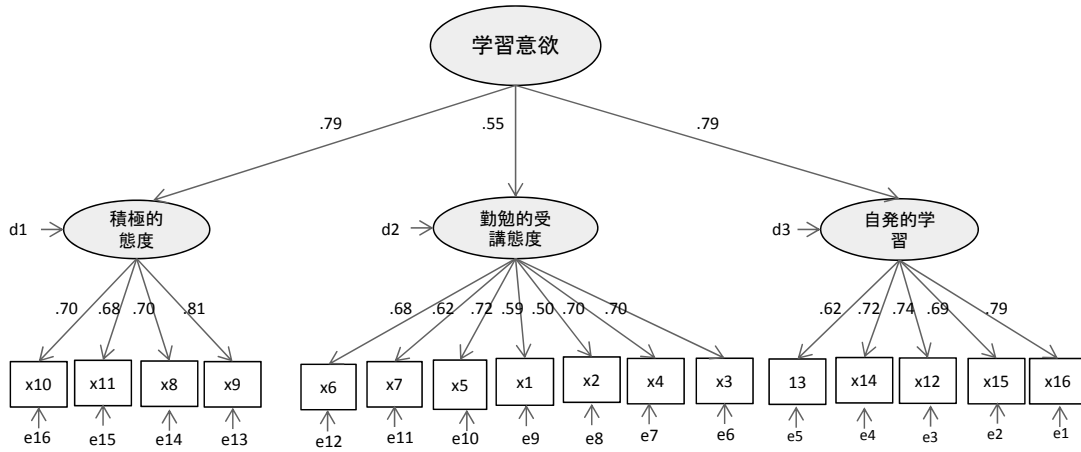 学習意欲
.79
.55
.79
d1
積極的
態度
d2
勤勉的受
講態度
d3
自発的学
習
.70
.68
.70
.81
.68
.62
.72
.59
.50
.70
.70
.62
.72
.74
.69
.79
x10
x11
x8
x9
x6
x7
x5
x1
x2
x4
x3
13
x14
x12
x15
x16
e16
e15
e14
e13
e12
e11
e10
e9
e8
e7
e6
e5
e4
e3
e2
e1